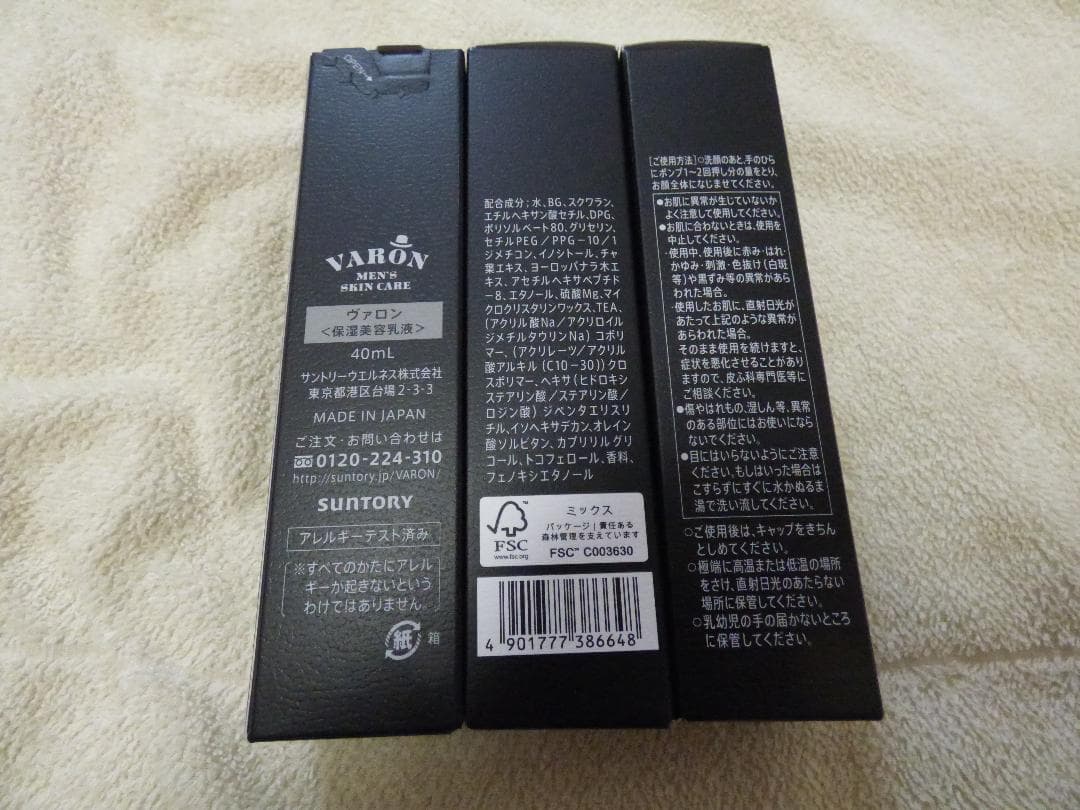 OPEN
VARON
MEN'S
SKIN CARE
ヴァロン
<保湿美容乳液>
40mL
サントリーウエルネス株式会社
東京都港区台場2-3-3
MADE IN JAPAN
ご注文・お問い合わせは
0120-224-310
http://suntory.jp/VARON/
SUNTORY
アレルギーテスト済み
※すべてのかたにアレル
ギーが起きないという
わけではありません。
紙 箱
配合成分；水、BG、スクワラン、
エチルヘキサン酸セチル、DPG、
ポリソルベート80、グリセリン、
セチルPEG／PPG-10/1
ジメチコン、イノシトール、チャ
葉エキス、ヨーロッパナラ木エ
キス、アセチルヘキサペプチド
-8、エタノール、硫酸Mg、マイ
クロクリスタリンワックス、TEA、
(アクリル酸Na／アクリロイル
ジメチルタウリンNa) コポリ
マー、(アクリレーツ／アクリル
酸アルキル (C10-30)) クロ
スポリマー、ヘキサ(ヒドロキシ
ステアリン酸／ステアリン酸／
ロジン酸) ジペンタエリスリ
チル、イソヘキサデカン、オレイン
酸ソルビタン、カプリリルグリ
コール、トコフェロール、香料、
フェノキシエタノール
FSC
www.fsc.org
ミックス
パッケージ | 責任ある
森林管理を支えています
FSC™ C003630
4 901777 386648
[ご使用方法] ○洗顔のあと、手のひら
にポンプ1〜2回押し分の量をとり、
お顔全体になじませてください。
●お肌に異常が生じていないか
よく注意して使用してください。
●お肌に合わないときは、使用を
中止してください。
・使用中、使用後に赤み・はれ・
かゆみ・刺激・色抜け(白斑
等)や黒ずみ等の異常があら
われた場合。
・使用したお肌に、直射日光が
あたって上記のような異常が
あらわれた場合。
そのまま使用を続けますと、
症状を悪化させることがあり
ますので、皮ふ科専門医等に
ご相談ください。
●傷やはれもの、湿しん等、異常
のある部位にはお使いになら
ないでください。
●目にはいらないようにご注意
ください。もしはいった場合は
こすらずにすぐに水かぬるま
湯で洗い流してください。
○ご使用後は、キャップをきちん
としめてください。
○極端に高温または低温の場所
をさけ、直射日光のあたらない
場所に保管してください。
○乳幼児の手の届かないところ
に保管してください。